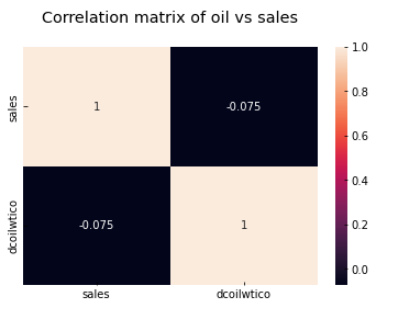 Correlation matrix of oil vs sales
1.0
sales
1
-0.075
0.8
0.6
0.4
dcoilwtico
-0.075
1
0.2
0.0
sales
dcoilwtico